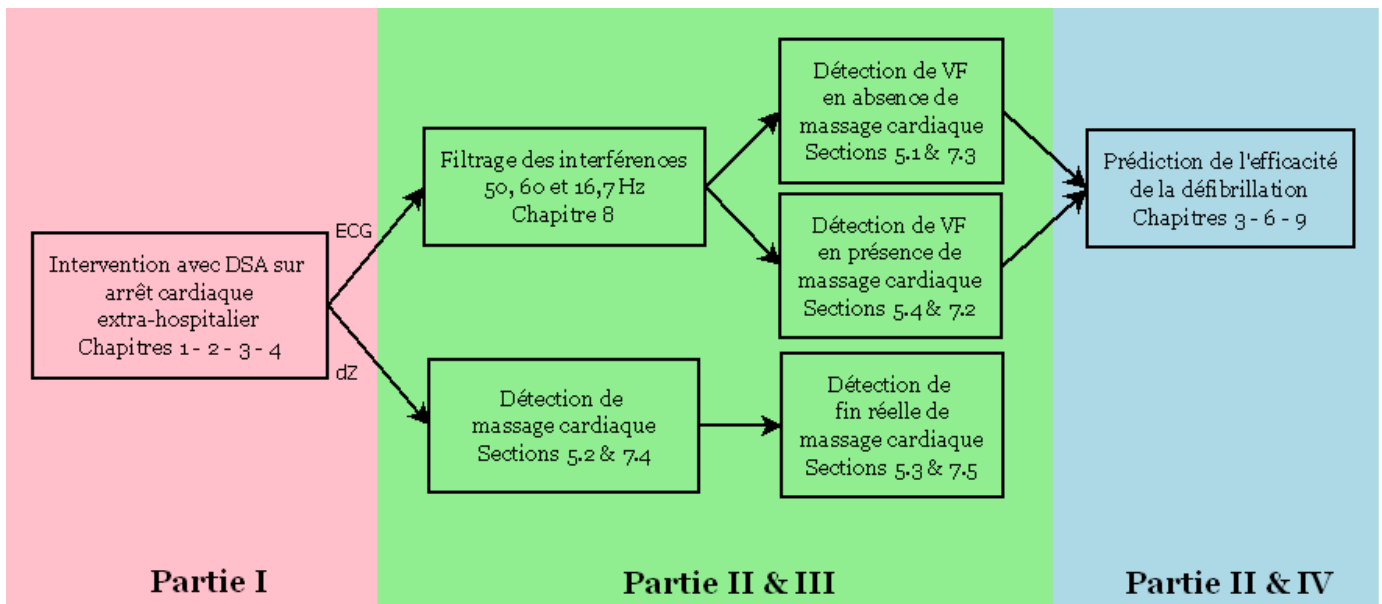 Intervention avec DSA sur
arrêt cardiaque
extra-hospitalier
Chapitres 1 - 2 - 3 - 4
ECG
dZ
Filtrage des interférences
50, 60 et 16,7 Hz
Chapitre 8
Détection de
massage cardiaque
Sections 5.2 & 7.4
Détection de VF
en absence de
massage cardiaque
Sections 5.1 & 7.3
Détection de VF
en présence de
massage cardiaque
Sections 5.4 & 7.2
Détection de
fin réelle de
massage cardiaque
Sections 5.3 & 7.5
Prédiction de l'efficacité
de la défibrillation
Chapitres 3 - 6 - 9
Partie I
Partie II & III
Partie II & IV